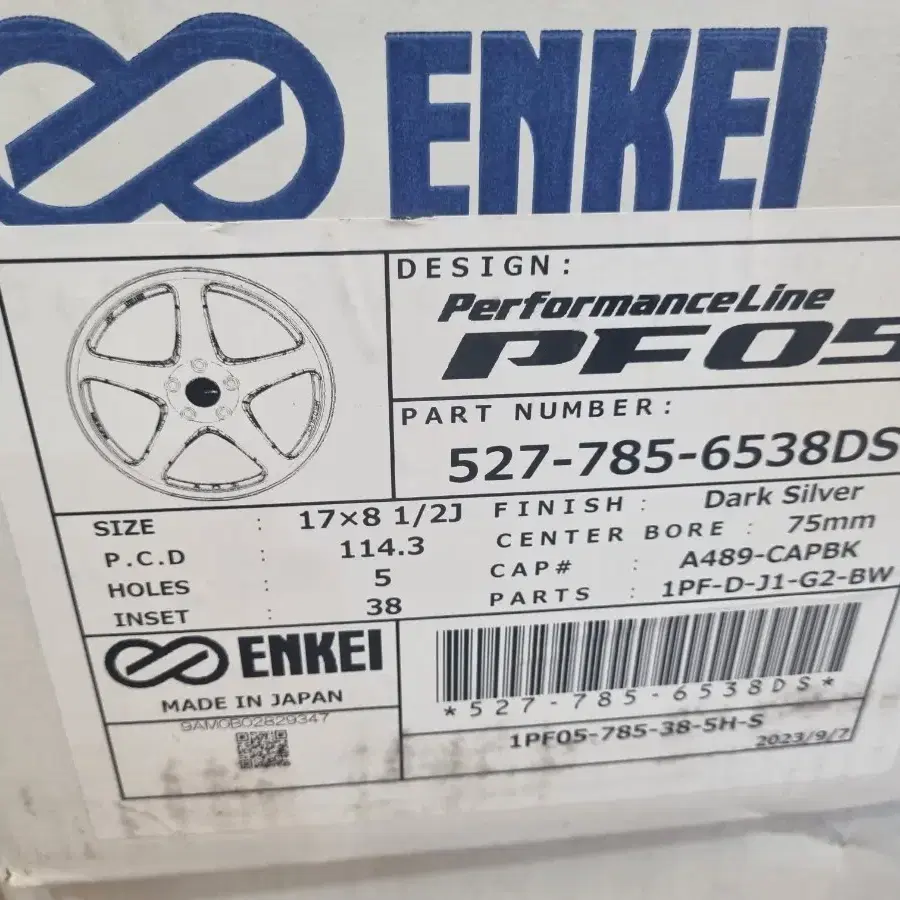 ENKEI
DESIGN:
PerformanceLine
PF05
PART NUMBER:
527-785-6538DS
SIZE : 17×8 1/2J
P.C.D : 114.3
HOLES : 5
INSET : 38
FINISH : Dark Silver
CENTER BORE : 75mm
CAP# : A489-CAPBK
PARTS : 1PF-D-J1-G2-BW
ENKEI
MADE IN JAPAN
9AM0B02829347
*527-785-6538DS*
1PF05-785-38-5H-S
2023/9/7